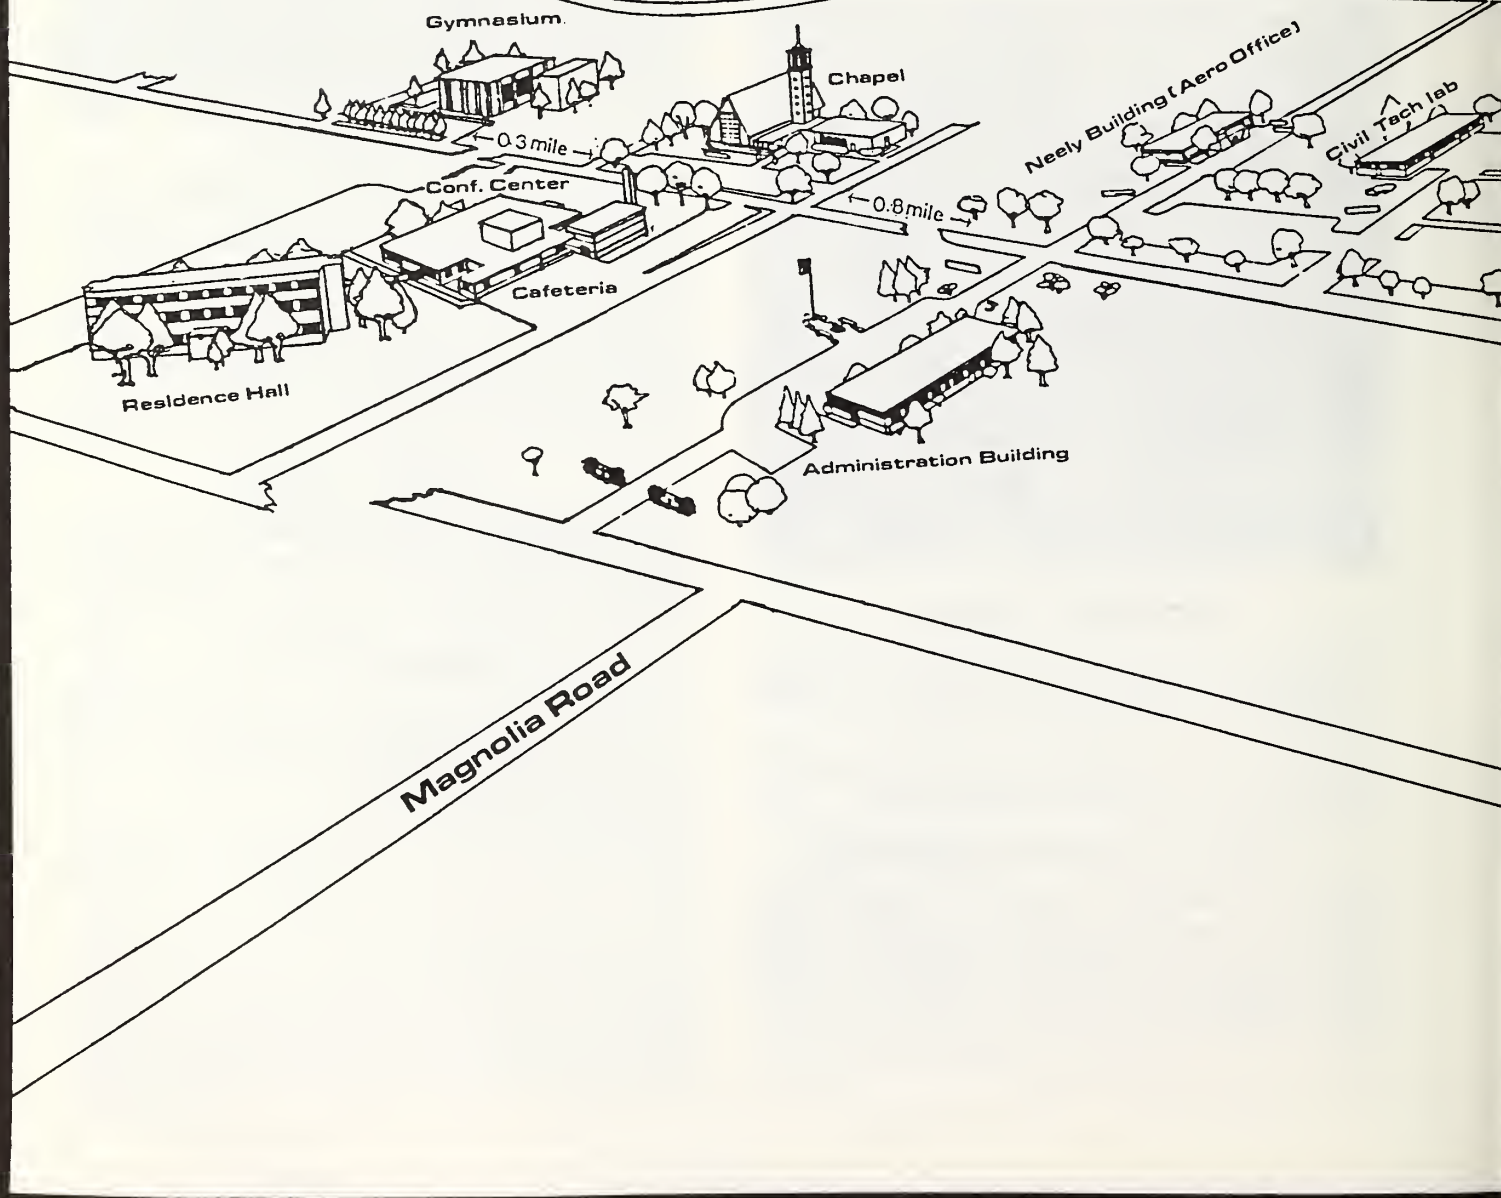 Gymnasium
Chapel
Neely Building (Aero Office)
Civil Tach lab
←0.3 mile→
Conf. Center
←0.8 mile→
Cafeteria
Residence Hall
Administration Building
Magnolia Road